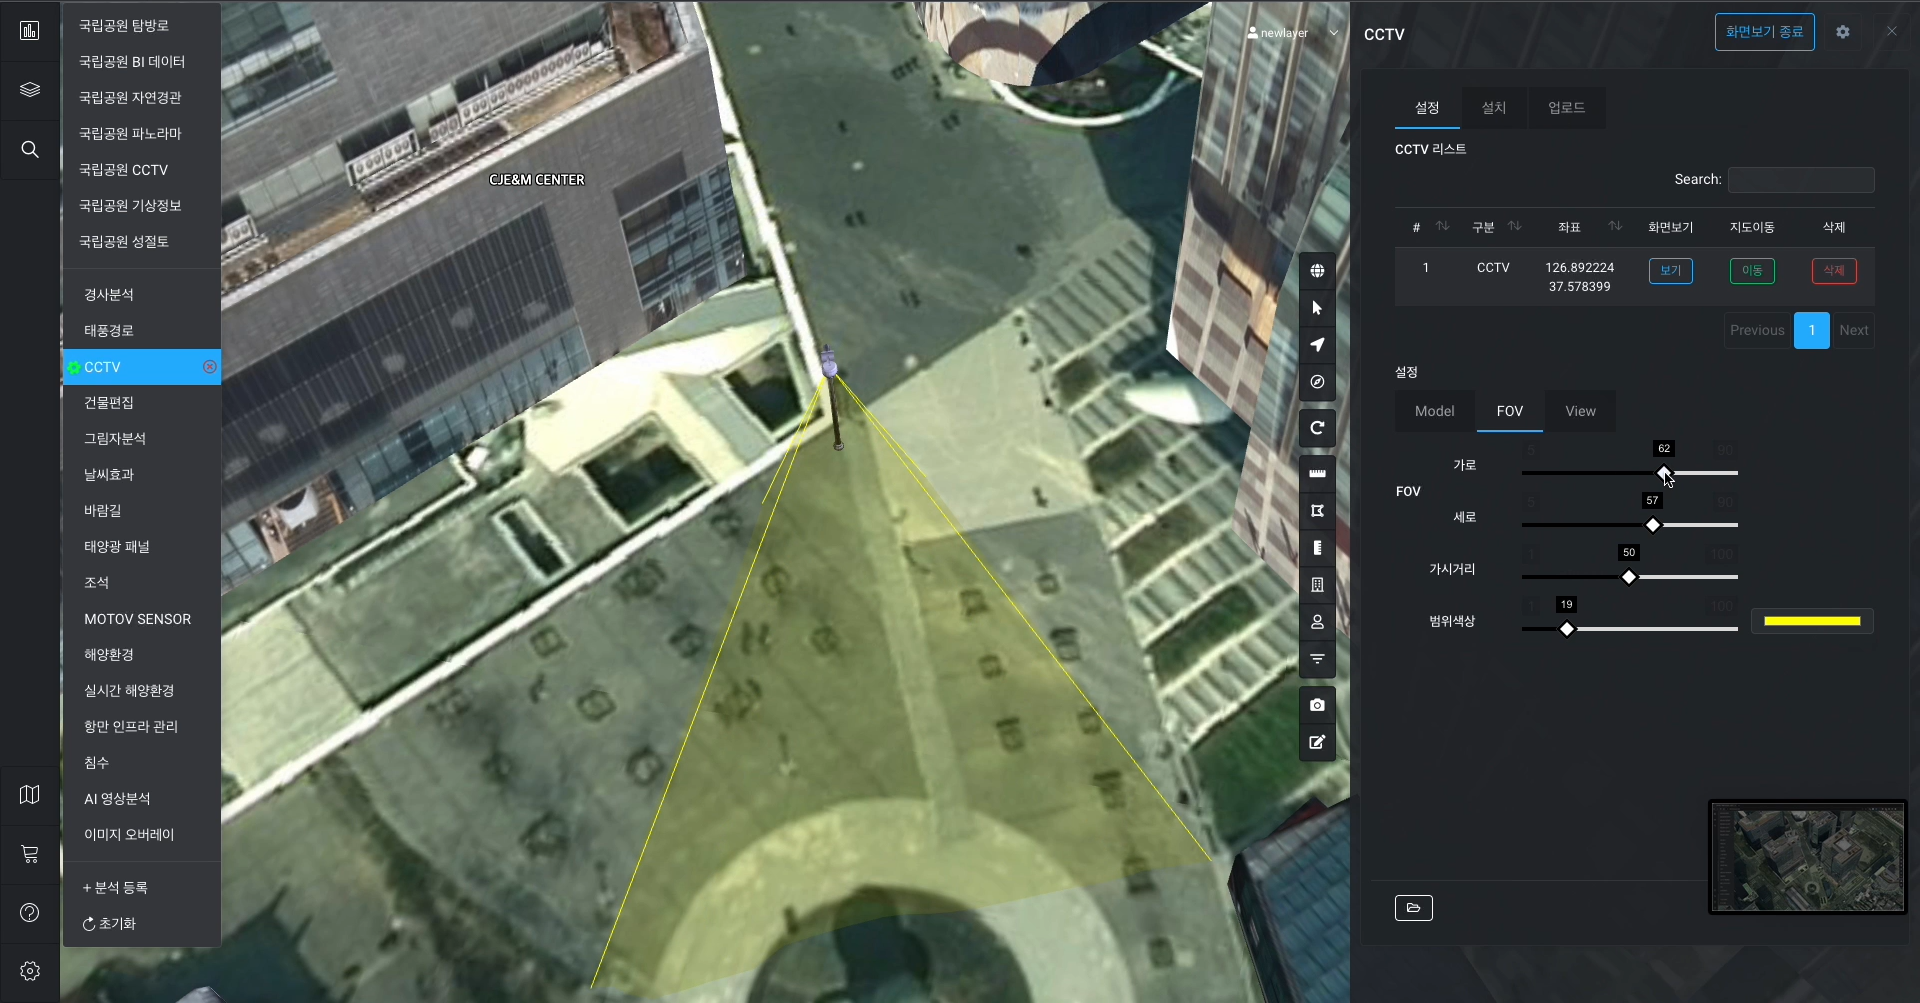 국립공원 탐방로
국립공원 BI 데이터
국립공원 자연경관
국립공원 파노라마
국립공원 CCTV
국립공원 기상정보
국립공원 성절토
경사분석
태풍경로
CCTV
건물편집
그림자분석
날씨효과
바람길
태양광 패널
조석
MOTOV SENSOR
해양환경
실시간 해양환경
항만 인프라 관리
침수
AI 영상분석
이미지 오버레이
+ 분석 등록
초기화
CJE&M CENTER
newlayer
CCTV
화면보기 종료
설정 설치 업로드
CCTV 리스트
Search:
# 구분 좌표 화면보기 지도이동 삭제
1 CCTV 126.892224 보기 이동 삭제
37.578399
Previous 1 Next
설정
Model FOV View
5 62 90
가로
FOV
5 57 90
세로
1 50 100
가시거리
1 19 100
범위색상